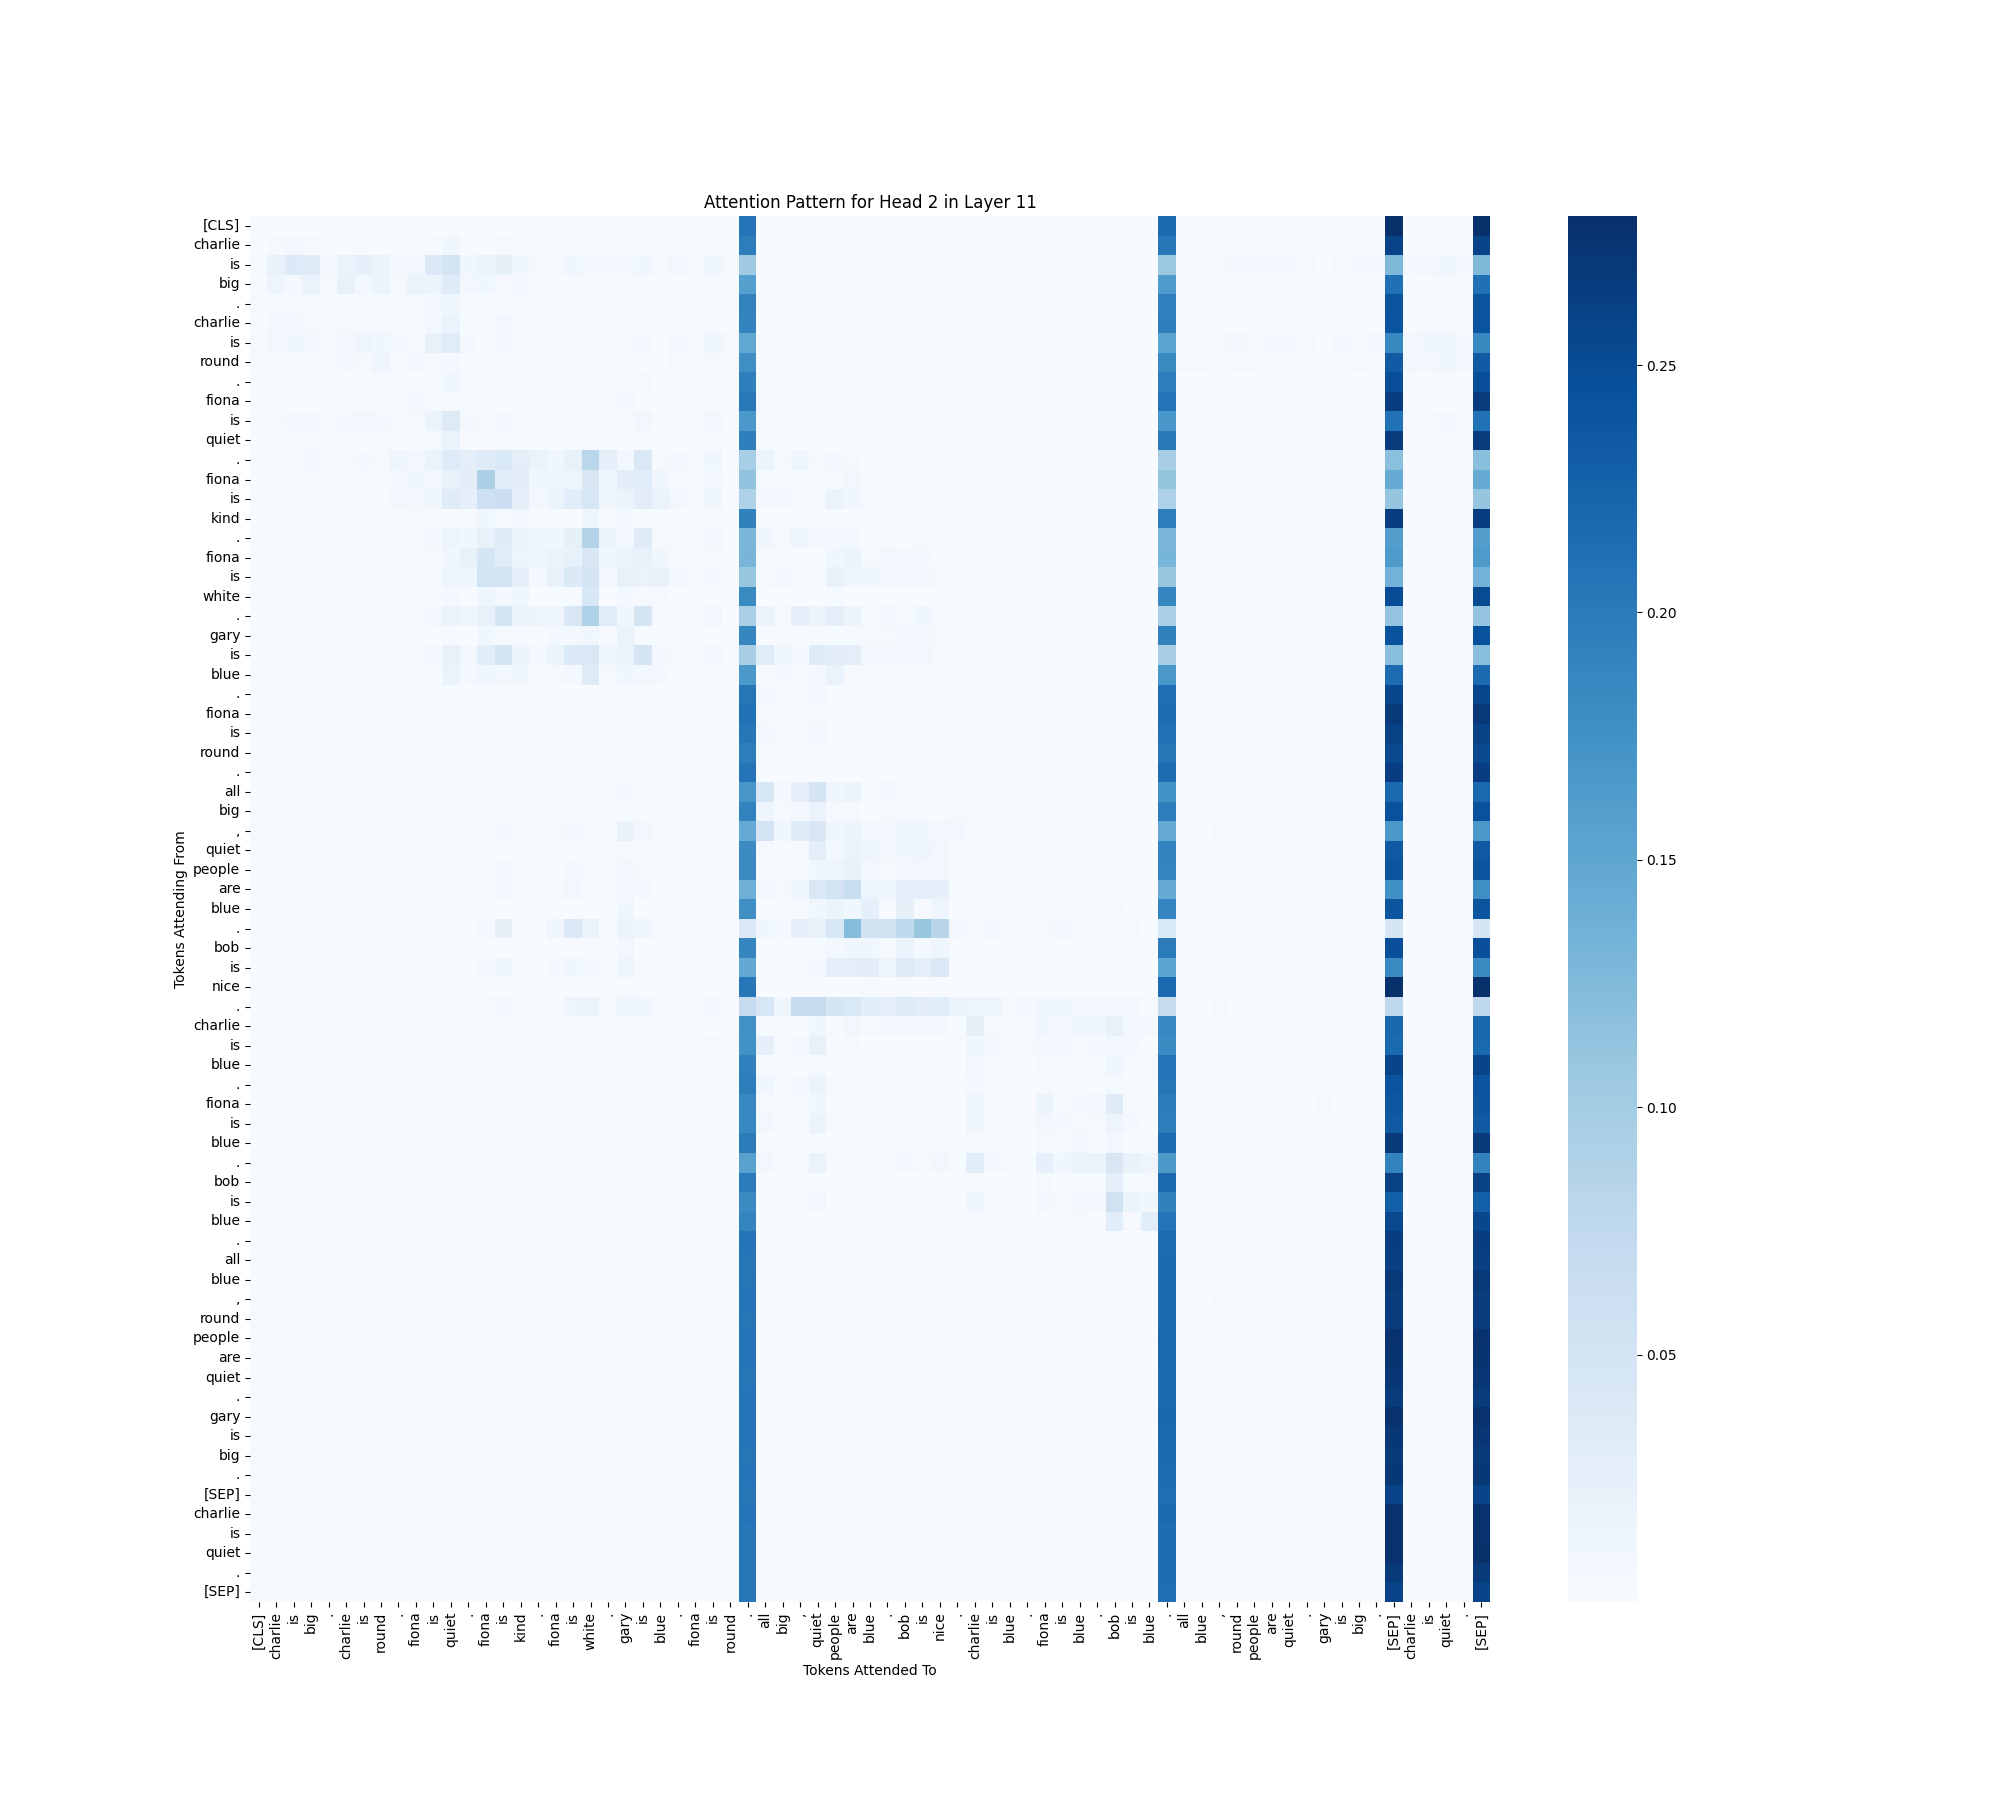 Attention Pattern for Head 2 in Layer 11
[CLS]
charlie
is
big
.
charlie
is
round
.
fiona
is
quiet
.
fiona
is
kind
.
fiona
is
white
.
gary
is
blue
.
fiona
is
round
.
all
big
,
quiet
people
are
blue
.
bob
is
nice
.
charlie
is
blue
.
fiona
is
blue
.
bob
is
blue
.
all
blue
,
round
people
are
quiet
.
gary
is
big
.
[SEP]
charlie
is
quiet
.
[SEP]
Tokens Attending From
[CLS]
charlie
is
big
.
charlie
is
round
.
fiona
is
quiet
.
fiona
is
kind
.
fiona
is
white
.
gary
is
blue
.
fiona
is
round
.
all
big
,
quiet
people
are
blue
.
bob
is
nice
.
charlie
is
blue
.
fiona
is
blue
.
bob
is
blue
.
all
blue
,
round
people
are
quiet
.
gary
is
big
.
[SEP]
charlie
is
quiet
.
[SEP]
Tokens Attended To
0.25
0.20
0.15
0.10
0.05